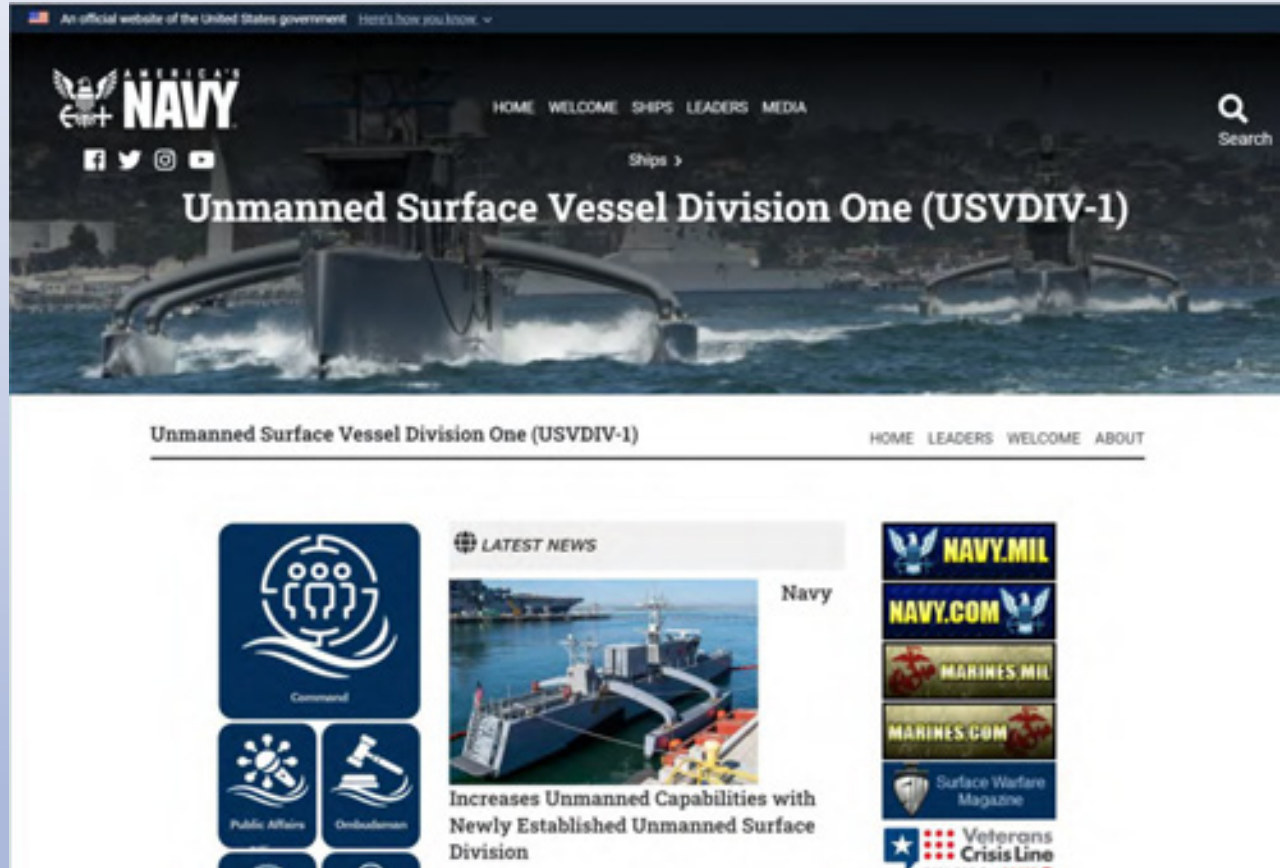 An official website of the United States government Here's how you know
AMERICA'S
NAVY
HOME WELCOME SHIPS LEADERS MEDIA
Search
Ships >
Unmanned Surface Vessel Division One (USVDIV-1)
Unmanned Surface Vessel Division One (USVDIV-1)
HOME LEADERS WELCOME ABOUT
Command
Public Affairs
Ombudsman
LATEST NEWS
Navy
Increases Unmanned Capabilities with
Newly Established Unmanned Surface
Division
NAVY.MIL
NAVY.COM
MARINES.MIL
MARINES.COM
Surface Warfare
Magazine
Veterans
Crisis Line